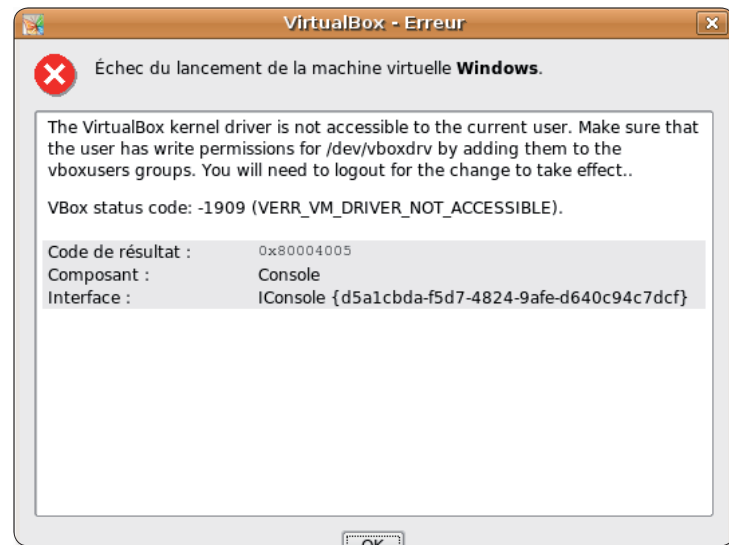 VirtualBox - Erreur
Échec du lancement de la machine virtuelle Windows.
The VirtualBox kernel driver is not accessible to the current user. Make sure that
the user has write permissions for /dev/vboxdrv by adding them to the
vboxusers groups. You will need to logout for the change to take effect..
VBox status code: -1909 (VERR_VM_DRIVER_NOT_ACCESSIBLE).
Code de résultat : 0x80004005
Composant : Console
Interface : IConsole {d5a1cbda-f5d7-4824-9afe-d640c94c7dcf}
OK